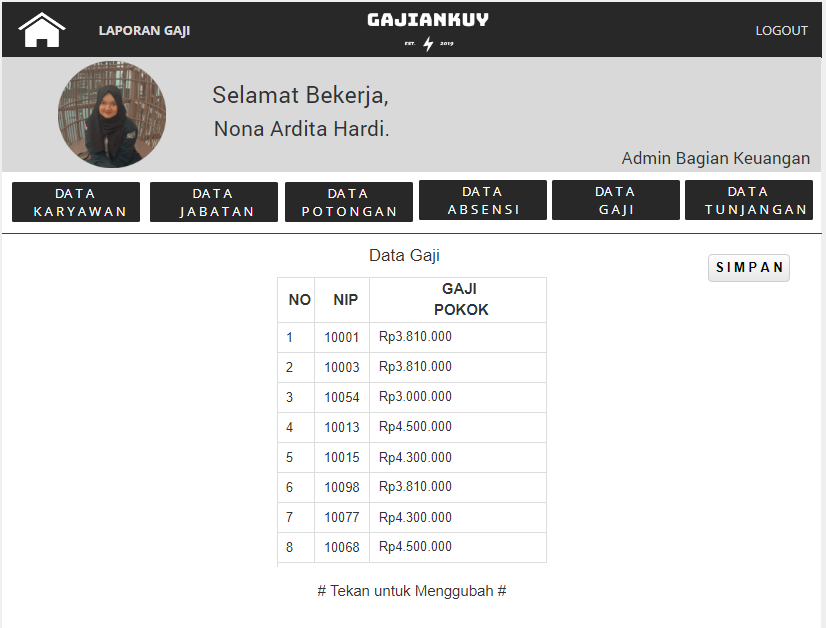 LAPORAN GAJI
GAJIANKUY
EST. 2019
LOGOUT
Selamat Bekerja,
Nona Ardita Hardi.
Admin Bagian Keuangan
DATA
KARYAWAN
DATA
JABATAN
DATA
POTONGAN
DATA
ABSENSI
DATA
GAJI
DATA
TUNJANGAN
Data Gaji
SIMPAN
NO NIP GAJI
POKOK
1 10001 Rp3.810.000
2 10003 Rp3.810.000
3 10054 Rp3.000.000
4 10013 Rp4.500.000
5 10015 Rp4.300.000
6 10098 Rp3.810.000
7 10077 Rp4.300.000
8 10068 Rp4.500.000
# Tekan untuk Menggubah #